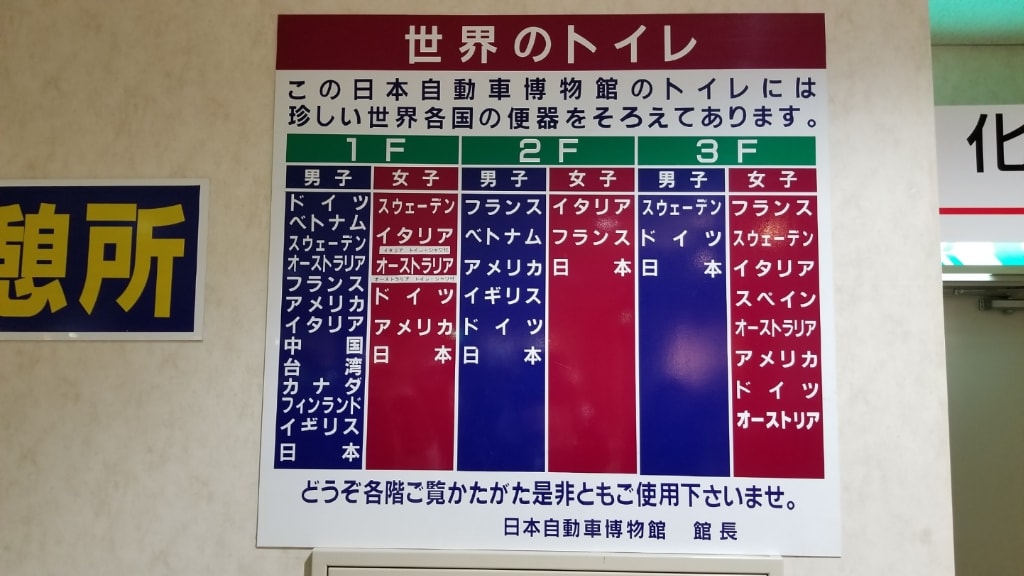 世界のトイレ
この日本自動車博物館のトイレには
珍しい世界各国の便器をそろえてあります。
1F 2F 3F
男子 女子 男子 女子 男子 女子
ドイツ
ベトナム
スウェーデン
オーストラリア
フランス
アメリカ
イタリア
中国
台湾
カナダ
フィンランド
イギリス
日本
スウェーデン
イタリア
オーストラリア
ドイツ
アメリカ
日本
フランス
ベトナム
アメリカ
イギリス
ドイツ
日本
イタリア
フランス
日本
スウェーデン
ドイツ
日本
フランス
スウェーデン
イタリア
スペイン
オーストラリア
アメリカ
ドイツ
オーストリア
どうぞ各階ご覧かたがた是非ともご使用下さいませ。
日本自動車博物館 館長
憩所
化